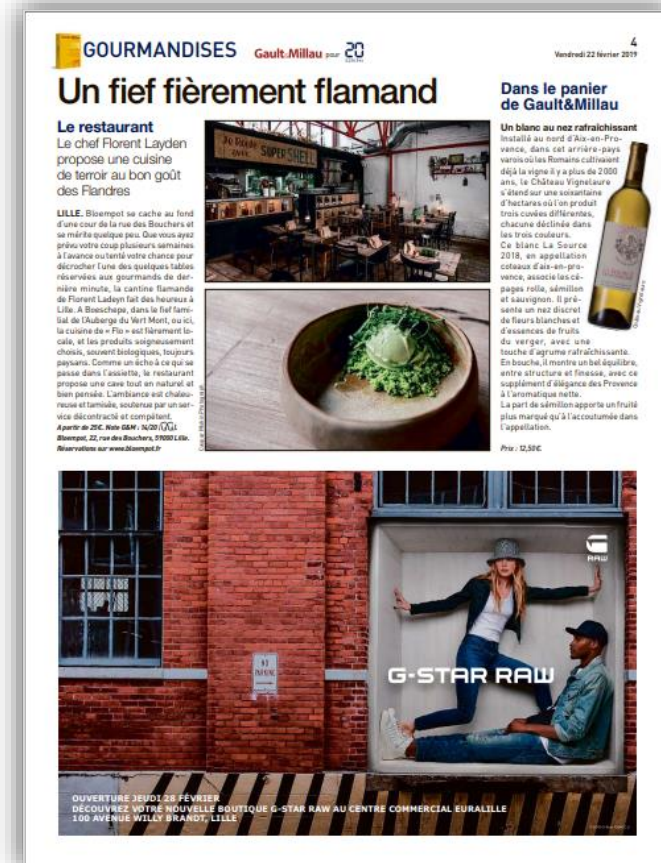 GOURMANDISES
Gault&Millau pour 20
4
Vendredi 22 février 2019
Un fief fièrement flamand
Le restaurant
Le chef Florent Layden
propose une cuisine
de terroir au bon goût
des Flandres
LILLE. Bloempot se cache au fond
d'une cour de la rue des Bouchers et
se mérite quelque peu. Que vous ayez
prévu votre coup plusieurs semaines
à l'avance ou tenté votre chance pour
décrocher l'une des quelques tables
réservées aux gourmands de der-
nière minute, la cantine flamande
de Florent Ladeyn fait des heureux à
Lille. A Boeschepe, dans le fief fami-
lial de l'Auberge du Vert Mont, ou ici,
la cuisine de « Flo » est fièrement lo-
cale, et les produits soigneusement
choisis, souvent biologiques, toujours
paysans. Comme un écho à ce qui se
passe dans l'assiette, le restaurant
propose une cave tout en naturel et
bien pensée. L'ambiance est chaleu-
reuse et tamisée, soutenue par un ser-
vice décontracté et compétent.
A partir de 25€. Note G&M : 14/20
Bloempot, 22, rue des Bouchers, 59000 Lille.
Réservations sur www.bloempot.fr
SUPER SHELL
Dans le panier
de Gault&Millau
Un blanc au nez rafraîchissant
Installé au nord d'Aix-en-Pro-
vence, dans cet arrière-pays
varois où les Romains cultivaient
déjà la vigne il y a plus de 2000
ans, le Château Vignelaure
s'étend sur une soixantaine
d'hectares où l'on produit
trois cuvées différentes,
chacune déclinée dans
les trois couleurs.
Ce blanc La Source
2018, en appellation
coteaux d'aix-en-pro-
vence, associe les cé-
pages rolle, sémillon
et sauvignon. Il pré-
sente un nez discret
de fleurs blanches et
d'essences de fruits
du verger, avec une
touche d'agrume rafraîchissante.
En bouche, il montre un bel équilibre,
entre structure et finesse, avec ce
supplément d'élégance des Provence
à l'aromatique nette.
La part de sémillon apporte un fruité
plus marqué qu'à l'accoutumée dans
l'appellation.
Prix : 12,50€.
NO
PARKING
RAW
G-STAR RAW
OUVERTURE JEUDI 28 FÉVRIER
DÉCOUVREZ VOTRE NOUVELLE BOUTIQUE G-STAR RAW AU CENTRE COMMERCIAL EURALILLE
100 AVENUE WILLY BRANDT, LILLE